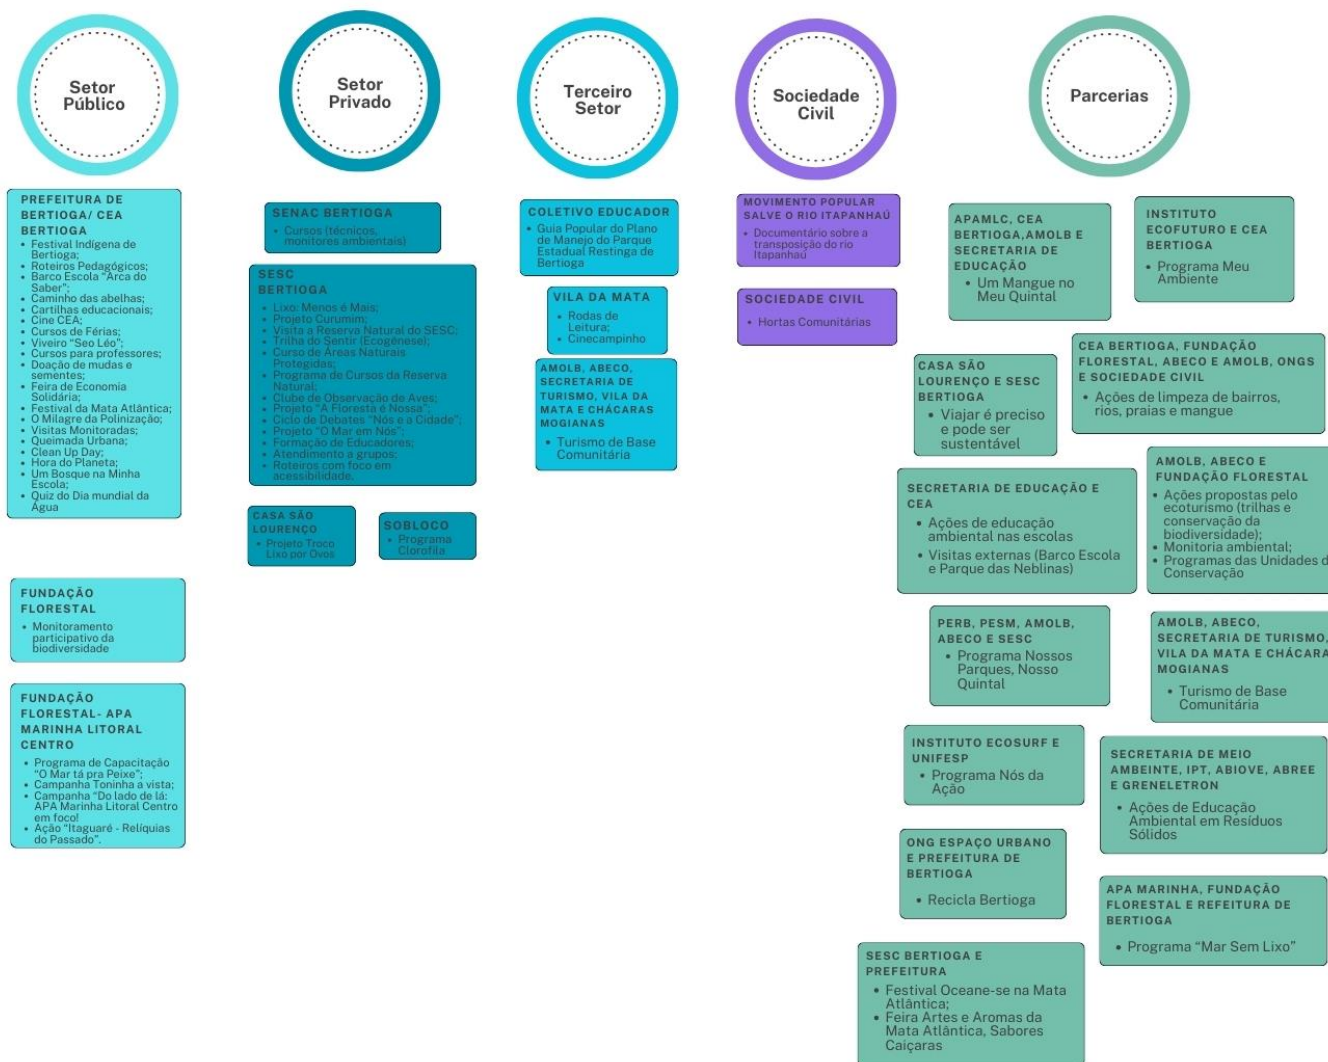 Setor
Público
Setor
Privado
Terceiro
Setor
Sociedade
Civil
Parcerias
PREFEITURA DE
BERTIOGA/ CEA
BERTIOGA
• Festival Indígena de
Bertioga;
• Roteiros Pedagógicos;
• Barco Escola "Arca do
Saber";
• Caminho das abelhas;
• Cartilhas educacionais;
• Cine CEA;
• Cursos de Férias;
• Viveiro "Seo Léo";
• Cursos para professores;
• Doação de mudas e
sementes;
• Feira de Economia
Solidária;
• Festival da Mata Atlântica;
• O Milagre da Polinização;
• Visitas Monitoradas;
• Queimada Urbana;
• Clean Up Day;
• Hora do Planeta;
• Um Bosque na Minha
Escola;
• Quiz do Dia mundial da
Água
FUNDAÇÃO
FLORESTAL
• Monitoramento
participativo da
biodiversidade
FUNDAÇÃO
FLORESTAL- APA
MARINHA LITORAL
CENTRO
• Programa de Capacitação
"O Mar tá pra Peixe";
• Campanha Toninha a vista;
• Campanha "Do lado de lá:
APA Marinha Litoral Centro
em foco!
• Ação "Itaguaré - Relíquias
do Passado".
SENAC BERTIOGA
• Cursos (técnicos,
monitores ambientais)
SESC
BERTIOGA
• Lixo: Menos é Mais;
• Projeto Curumim;
• Visita a Reserva Natural do SESC;
• Trilha do Sentir (Ecogênese);
• Curso de Áreas Naturais
Protegidas;
• Programa de Cursos da Reserva
Natural;
• Clube de Observação de Aves;
• Projeto "A Floresta é Nossa";
• Ciclo de Debates "Nós e a Cidade";
• Projeto "O Mar em Nós";
• Formação de Educadores;
• Atendimento a grupos;
• Roteiros com foco em
acessibilidade.
CASA SÃO
LOURENÇO
• Projeto Troco
Lixo por Ovos
SOBLOCO
• Programa
Clorofila
COLETIVO EDUCADOR
• Guia Popular do Plano
de Manejo do Parque
Estadual Restinga de
Bertioga
VILA DA MATA
• Rodas de
Leitura;
• Cinecampinho
AMOLB, ABECO,
SECRETARIA DE
TURISMO, VILA DA
MATA E CHÁCARAS
MOGIANAS
• Turismo de Base
Comunitária
MOVIMENTO POPULAR
SALVE O RIO ITAPANHAÚ
• Documentário sobre a
transposição do rio
Itapanhaú
SOCIEDADE CIVIL
• Hortas Comunitárias
APAMLC, CEA
BERTIOGA,AMOLB E
SECRETARIA DE
EDUCAÇÃO
• Um Mangue no
Meu Quintal
INSTITUTO
ECOFUTURO E CEA
BERTIOGA
• Programa Meu
Ambiente
CASA SÃO
LOURENÇO E SESC
BERTIOGA
• Viajar é preciso
e pode ser
sustentável
CEA BERTIOGA, FUNDAÇÃO
FLORESTAL, ABECO E AMOLB, ONGS
E SOCIEDADE CIVIL
• Ações de limpeza de bairros,
rios, praias e mangue
SECRETARIA DE EDUCAÇÃO E
CEA
• Ações de educação
ambiental nas escolas
• Visitas externas (Barco Escola
e Parque das Neblinas)
AMOLB, ABECO E
FUNDAÇÃO FLORESTAL
• Ações propostas pelo
ecoturismo (trilhas e
conservação da
biodiversidade);
• Monitoria ambiental;
• Programas das Unidades d
Conservação
PERB, PESM, AMOLB,
ABECO E SESC
• Programa Nossos
Parques, Nosso
Quintal
AMOLB, ABECO,
SECRETARIA DE TURISMO,
VILA DA MATA E CHÁCARA
MOGIANAS
• Turismo de Base
Comunitária
INSTITUTO ECOSURF E
UNIFESP
• Programa Nós da
Ação
SECRETARIA DE MEIO
AMBEINTE, IPT, ABIOVE, ABREE
E GRENELETRON
• Ações de Educação
Ambiental em Resíduos
Sólidos
ONG ESPAÇO URBANO
E PREFEITURA DE
BERTIOGA
• Recicla Bertioga
APA MARINHA, FUNDAÇÃO
FLORESTAL E REFEITURA DE
BERTIOGA
• Programa "Mar Sem Lixo"
SESC BERTIOGA E
PREFEITURA
• Festival Oceane-se na Mata
Atlântica;
• Feira Artes e Aromas da
Mata Atlântica, Sabores
Caiçaras